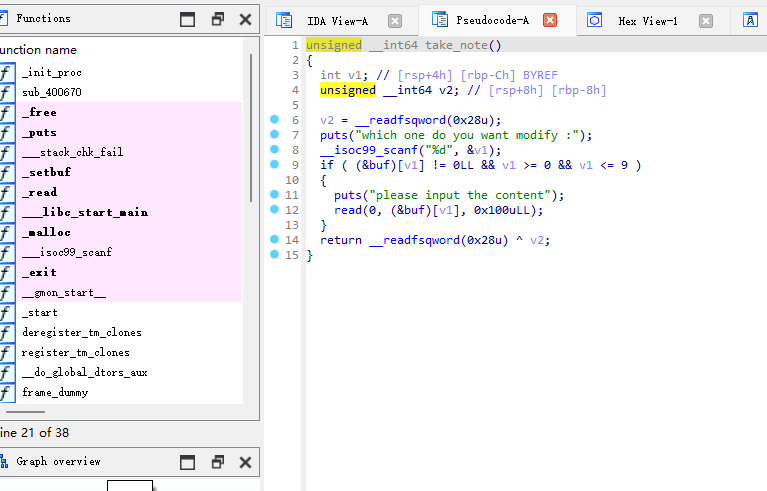 Functions
unction name
_init_proc
sub_400670
_free
_puts
___stack_chk_fail
_setbuf
_read
___libc_start_main
_malloc
___isoc99_scanf
_exit
__gmon_start__
_start
deregister_tm_clones
register_tm_clones
__do_global_dtors_aux
frame_dummy
ine 21 of 38
Graph overview
IDA View-A
Pseudocode-A
Hex View-1
A
1 unsigned __int64 take_note()
2 {
3 int v1; // [rsp+4h] [rbp-Ch] BYREF
4 unsigned __int64 v2; // [rsp+8h] [rbp-8h]
5
6 v2 = __readfsqword(0x28u);
7 puts("which one do you want modify :");
8 __isoc99_scanf("%d", &v1);
9 if ( (&buf)[v1] != 0LL && v1 >= 0 && v1 <= 9 )
10 {
11 puts("please input the content");
12 read(0, (&buf)[v1], 0x100uLL);
13 }
14 return __readfsqword(0x28u) ^ v2;
15 }